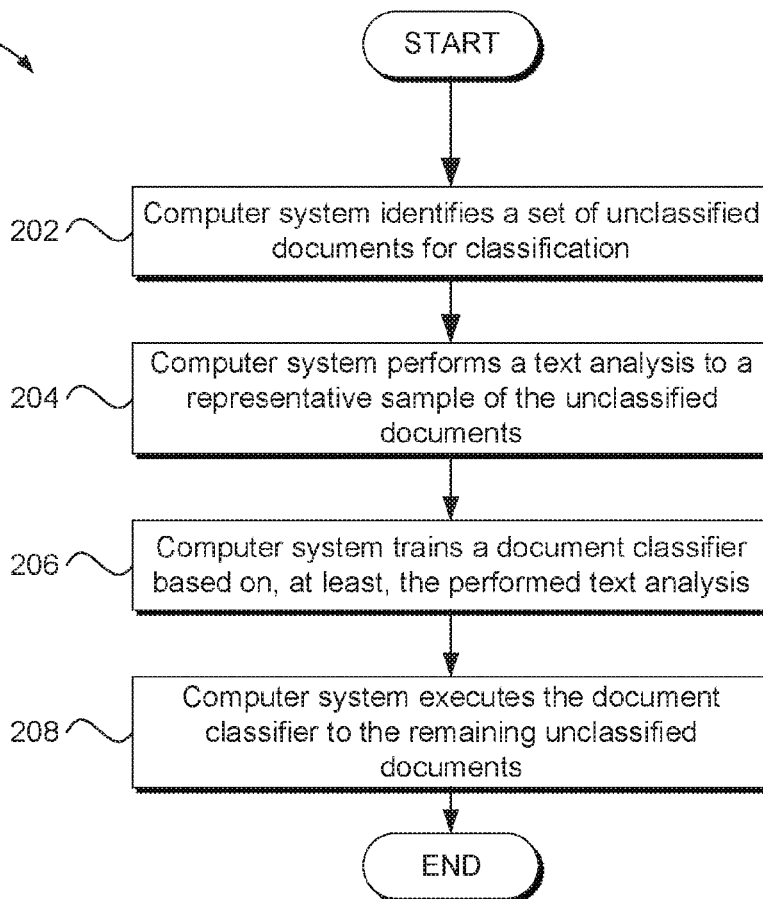 START
202
Computer system identifies a set of unclassified
documents for classification
204
Computer system performs a text analysis to a
representative sample of the unclassified
documents
206
Computer system trains a document classifier
based on, at least, the performed text analysis
208
Computer system executes the document
classifier to the remaining unclassified
documents
END